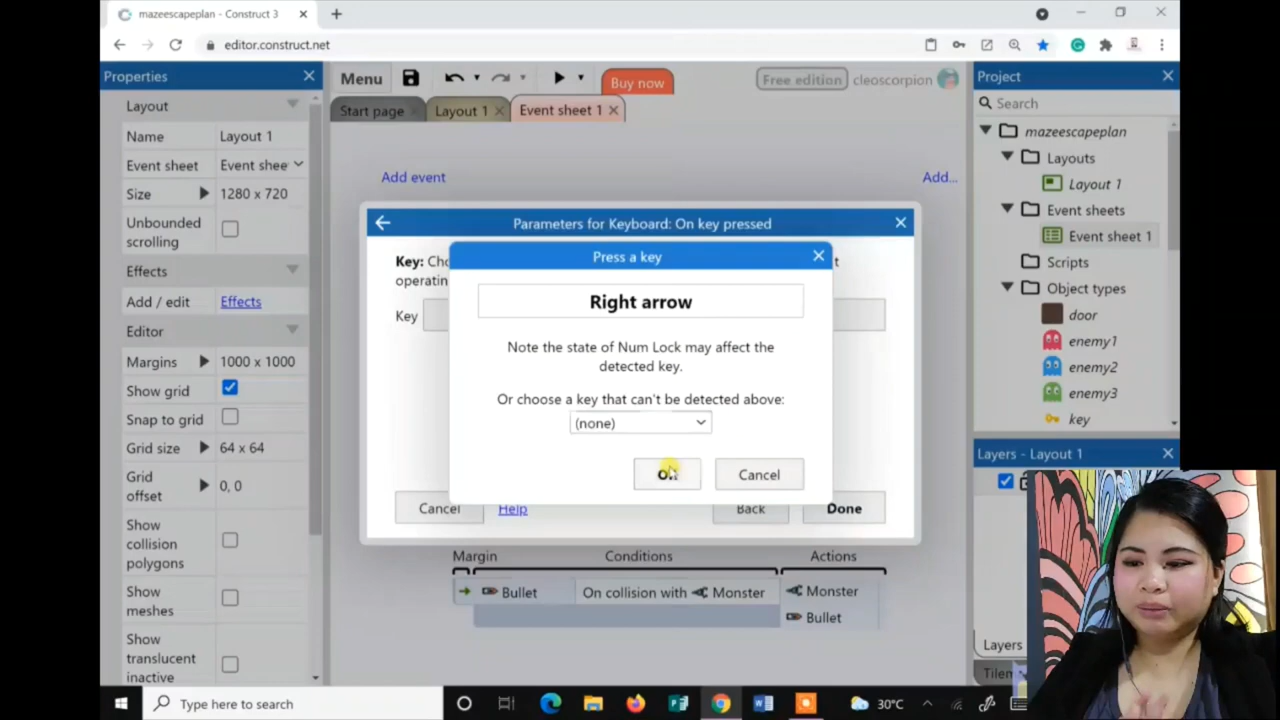 mazeescapeplan - Construct 3
editor.construct.net
Properties
Menu
Buy now
Free edition
cleoscorpion
Project
Layout
Start page
Layout 1
Event sheet 1
Search
Name
Layout 1
mazeescapeplan
Event sheet
Event shee
Add event
Add...
Layouts
Size
1280 x 720
Layout 1
Unbounded
scrolling
Parameters for Keyboard: On key pressed
Event sheets
Event sheet 1
Press a key
Key:
Scripts
Effects
operatin
Object types
Add / edit
Effects
Right arrow
door
Key
Editor
enemy1
Note the state of Num Lock may affect the
detected key.
Margins
1000 x 1000
enemy2
Show grid
Or choose a key that can't be detected above:
enemy3
Snap to grid
(none)
key
Grid size
64 x 64
Layers - Layout 1
Grid
offset
0, 0
Cancel
Cancel
Help
Back
Done
Show
collision
polygons
Margin
Conditions
Actions
Bullet
On collision with
Monster
Monster
Show
meshes
Bullet
Show
translucent
inactive
Layers
Type here to search
30°C